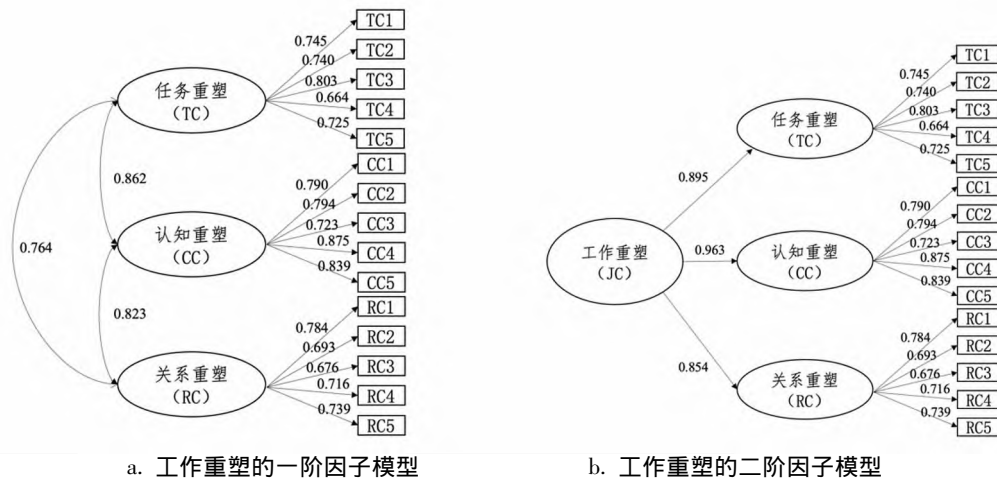 TC1
0.745
TC2
0.740
TC3
0.803
TC4
0.664
TC5
0.725
任务重塑
（TC）
CC1
0.790
CC2
0.794
CC3
0.723
CC4
0.875
CC5
0.839
认知重塑
（CC）
RC1
0.784
RC2
0.693
RC3
0.676
RC4
0.716
RC5
0.739
关系重塑
（RC）
0.862
0.764
0.823
a. 工作重塑的一阶因子模型
TC1
0.745
TC2
0.740
TC3
0.803
TC4
0.664
TC5
0.725
任务重塑
（TC）
0.895
CC1
0.790
CC2
0.794
CC3
0.723
CC4
0.875
CC5
0.839
工作重塑
（JC）
0.963
认知重塑
（CC）
RC1
0.784
RC2
0.693
RC3
0.676
RC4
0.716
RC5
0.739
0.854
关系重塑
（RC）
b. 工作重塑的二阶因子模型